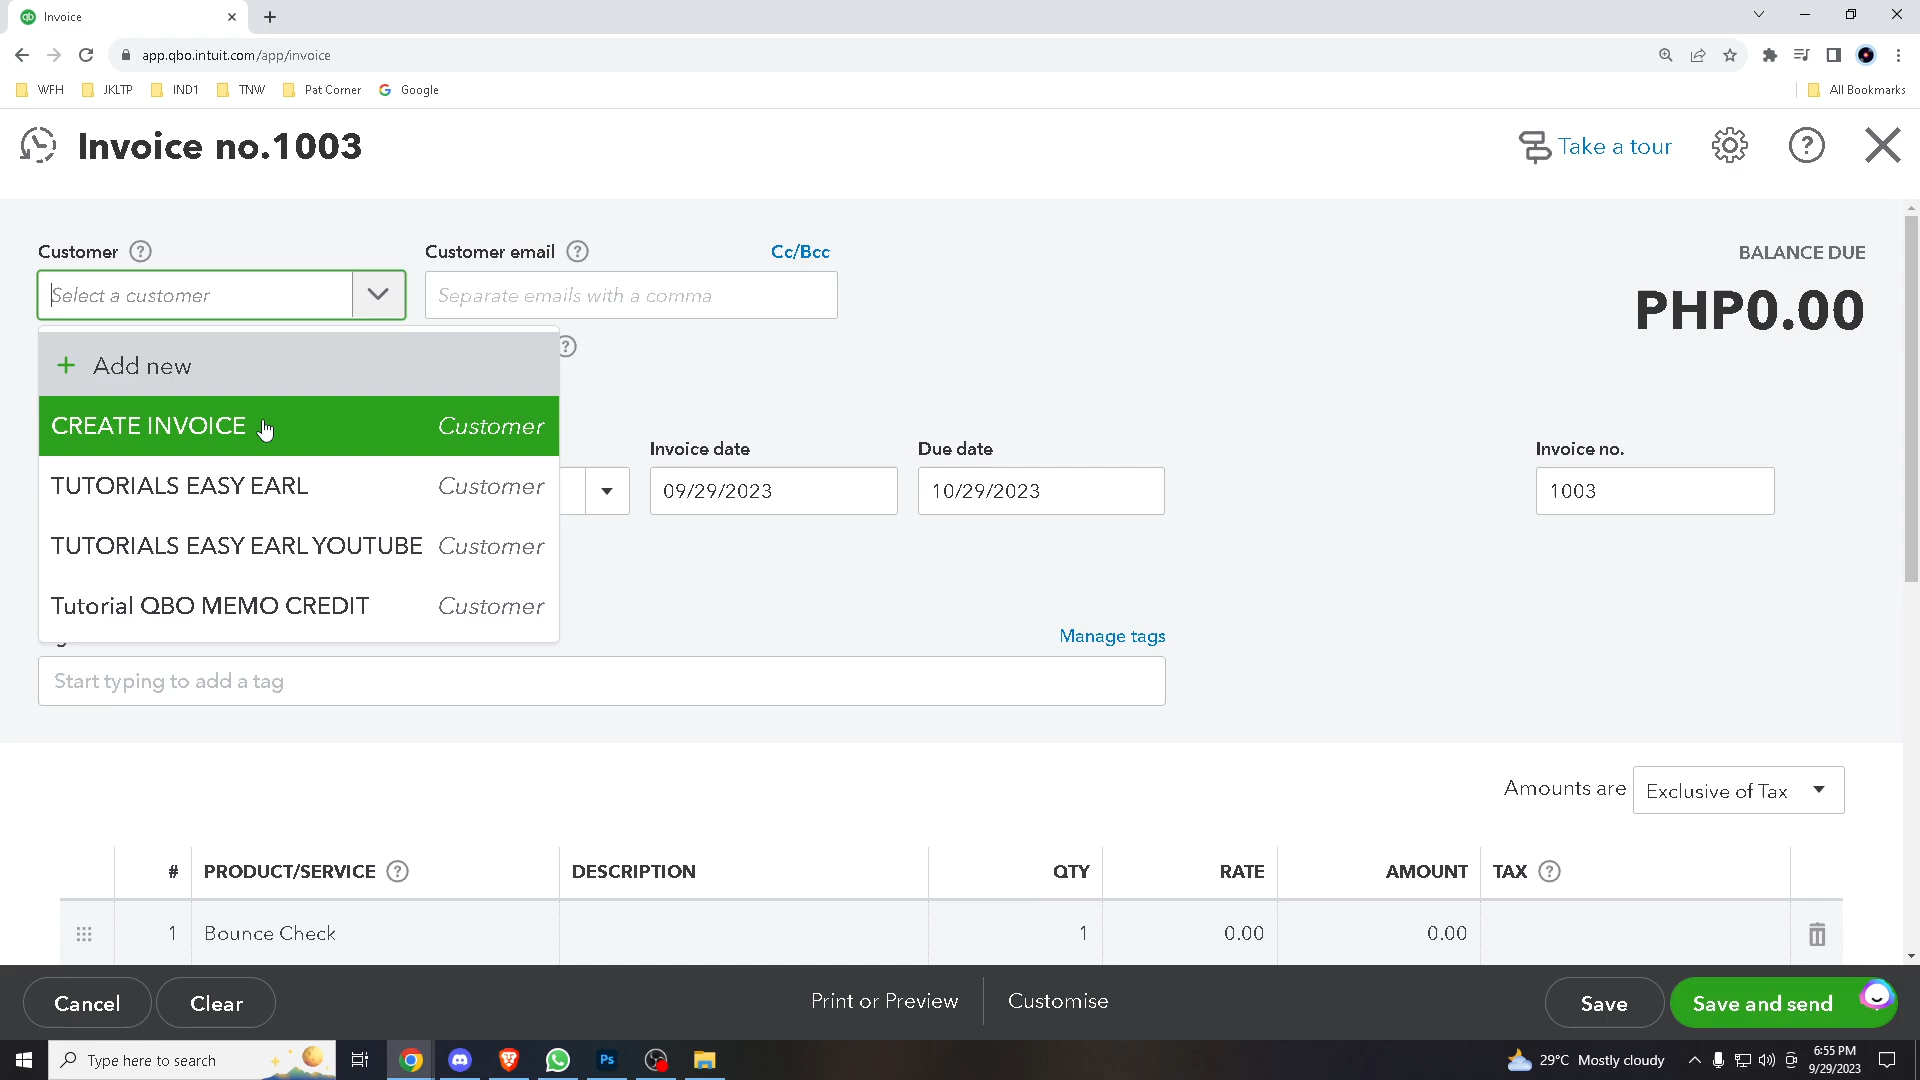 Invoice
app.qbo.intuit.com/app/invoice
WFH JKLTP IND1 TNW Pat Corner Google All Bookmarks
Invoice no.1003
Take a tour
Customer Customer email Cc/Bcc BALANCE DUE
Select a customer Separate emails with a comma
PHP0.00
+ Add new
CREATE INVOICE Customer
Invoice date Due date Invoice no.
TUTORIALS EASY EARL Customer 09/29/2023 10/29/2023 1003
TUTORIALS EASY EARL YOUTUBE Customer
Tutorial QBO MEMO CREDIT Customer
Manage tags
Start typing to add a tag
Amounts are Exclusive of Tax
# PRODUCT/SERVICE DESCRIPTION QTY RATE AMOUNT TAX
1 Bounce Check 1 0.00 0.00
Cancel Clear Print or Preview Customise Save Save and send
Type here to search Ps 29°C Mostly cloudy 6:55 PM
9/29/2023